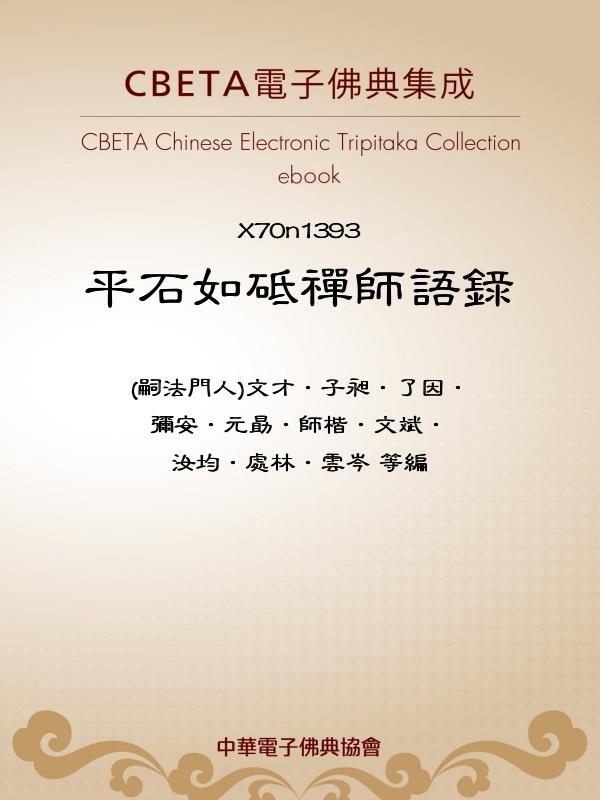 CBETA電子佛典集成
CBETA Chinese Electronic Tripitaka Collection
ebook
X70n1393
平石如砥禪師語錄
(嗣法門人)文才．子昶．了因．
彌安．元勗．師楷．文斌．
汝均．處林．雲岑 等編
中華電子佛典協會